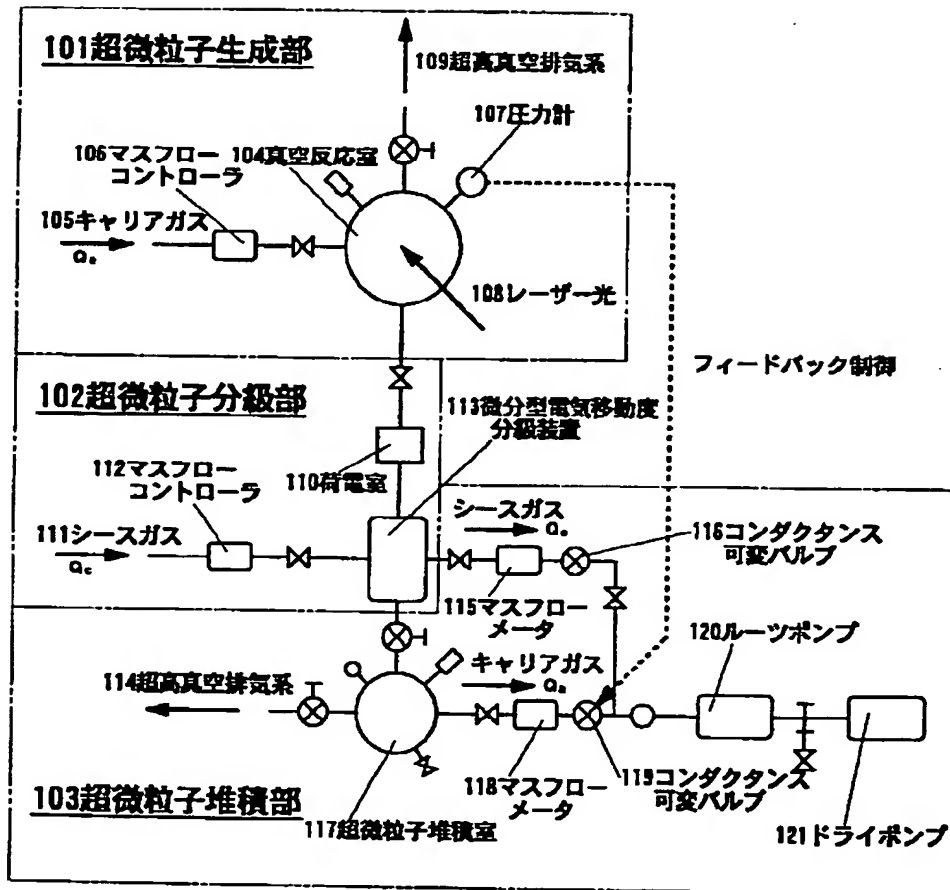 101超微粒子生成部
109超高真空排気系
107圧力計
106マスフロー
コントローラ
104真空反応室
105キャリアガス
108レーザー光
フィードバック制御
102超微粒子分級部
113微分型電気移動度
分級装置
112マスフロー
コントローラ
110荷電室
111シースガス
Qc
シースガス
116コンダクタンス
可変バルブ
115マスフロー
メータ
120ルーツポンプ
キャリアガス
114超高真空排気系
118マスフロー
メータ
119コンダクタンス
可変バルブ
103超微粒子堆積部
117超微粒子堆積室
121ドライポンプ